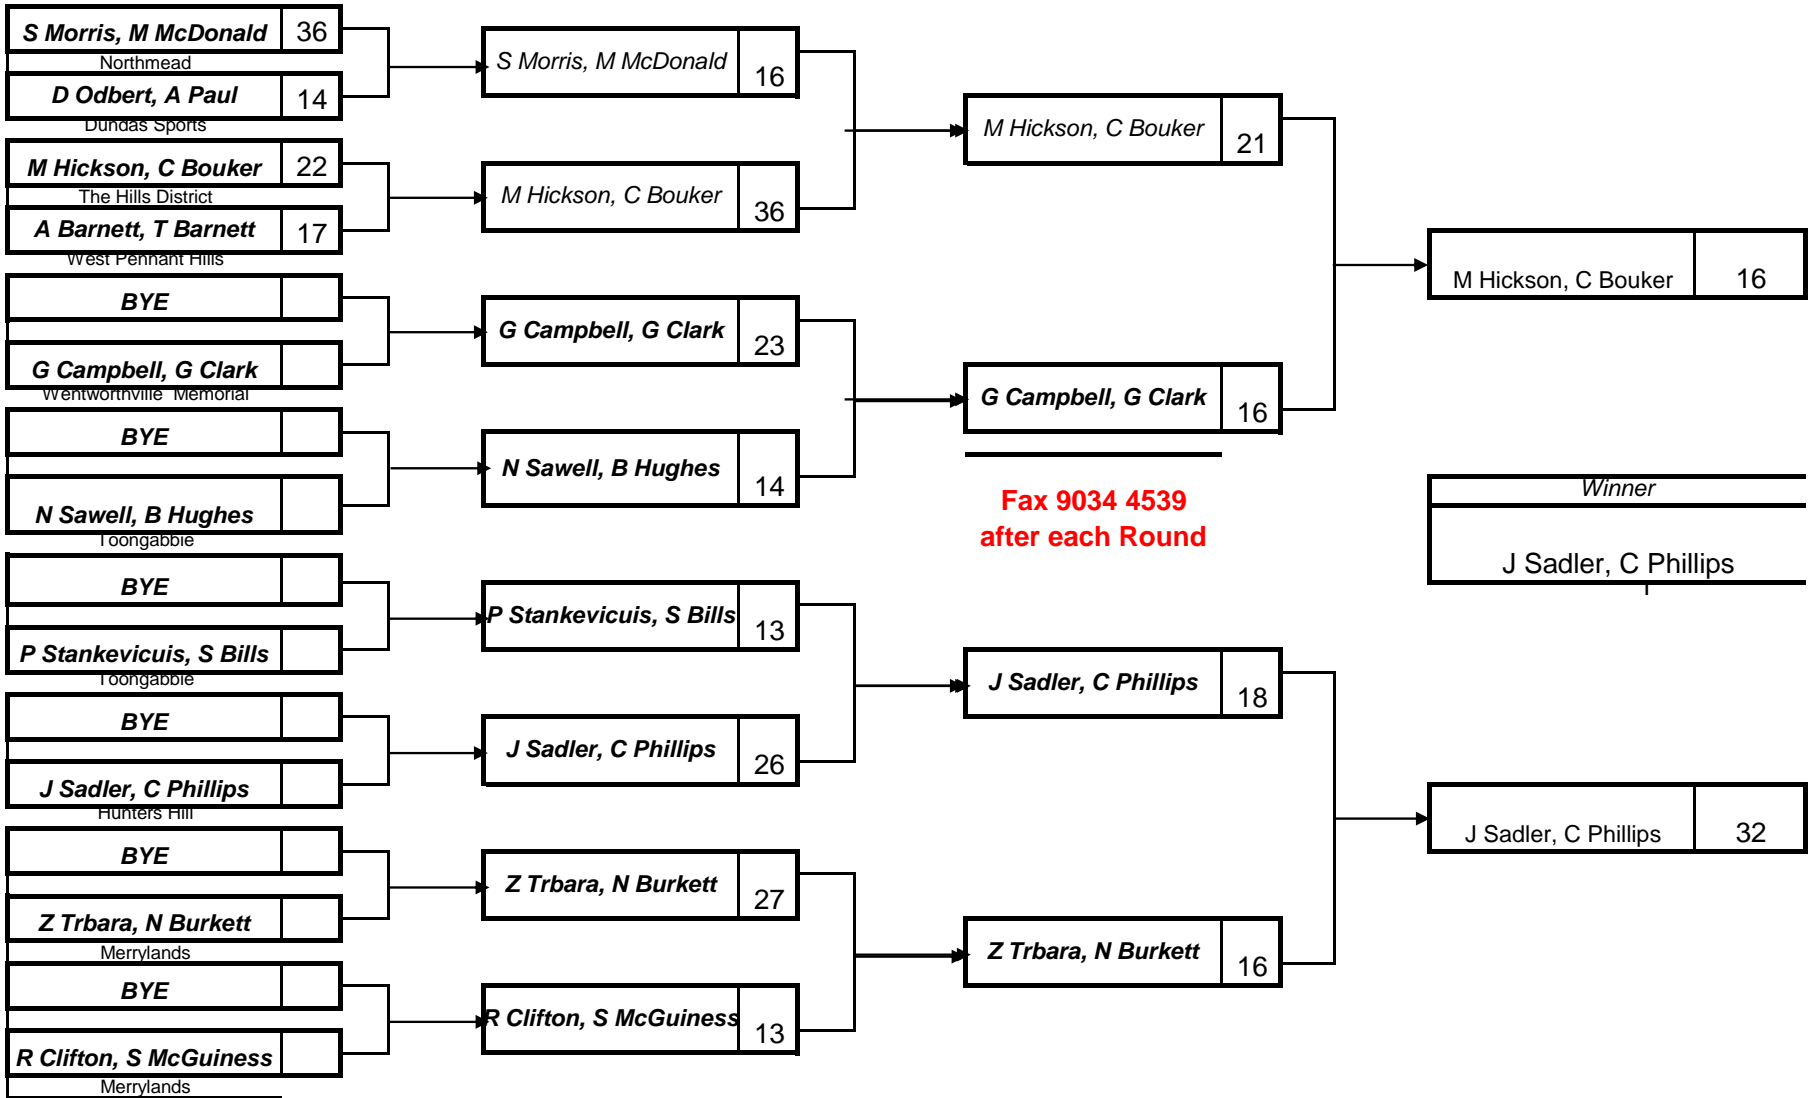 S Morris, M McDonald 36
Northmead
D Odbert, A Paul 14
Dundas Sports
M Hickson, C Bouker 22
The Hills District
A Barnett, T Barnett 17
West Pennant Hills
BYE
G Campbell, G Clark
Wentworthville Memorial
BYE
N Sawell, B Hughes
Toongabbie
BYE
P Stankevicuis, S Bills
Toongabbie
BYE
J Sadler, C Phillips
Hunters Hill
BYE
Z Trbara, N Burkett
Merrylands
BYE
R Clifton, S McGuiness
Merrylands
S Morris, M McDonald 16
M Hickson, C Bouker 36
G Campbell, G Clark 23
N Sawell, B Hughes 14
P Stankevicuis, S Bills 13
J Sadler, C Phillips 26
Z Trbara, N Burkett 27
R Clifton, S McGuiness 13
M Hickson, C Bouker 21
G Campbell, G Clark 16
Fax 9034 4539
after each Round
J Sadler, C Phillips 18
Z Trbara, N Burkett 16
M Hickson, C Bouker 16
Winner
J Sadler, C Phillips
J Sadler, C Phillips 32